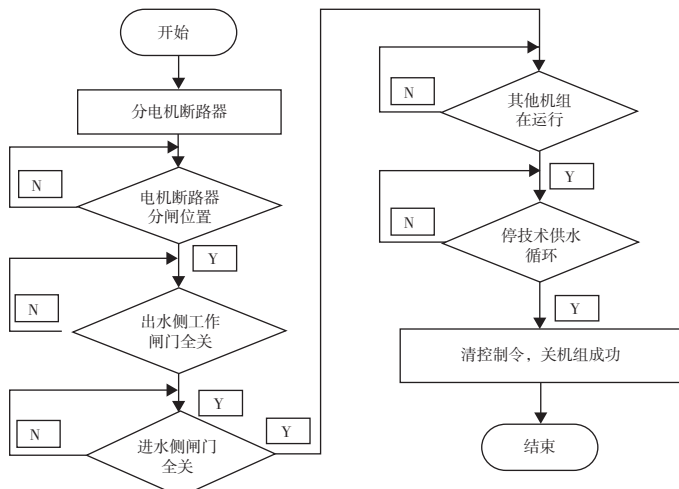 开始
分电机断路器
N
电机断路器
分闸位置
Y
N
出水侧工作
闸门全关
Y
N
进水侧闸门
全关
Y
N
其他机组
在运行
Y
N
停技术供水
循环
Y
清控制令，关机组成功
结束